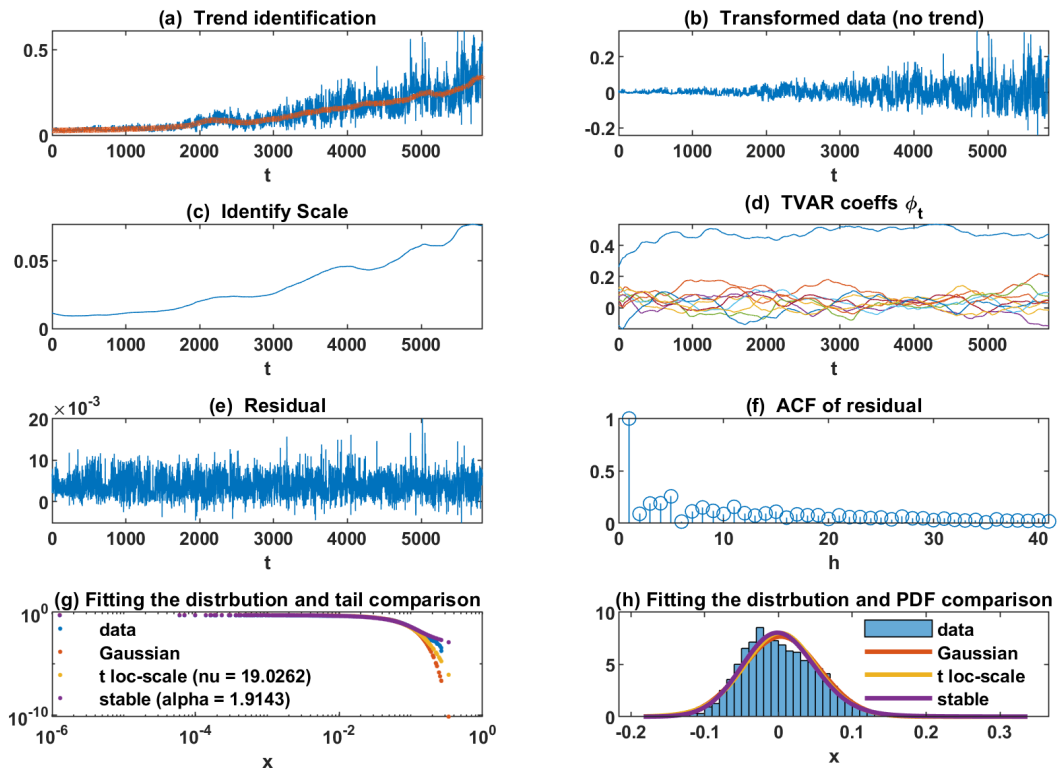 (a) Trend identification
0.5
0
0 1000 2000 3000 4000 5000
t
(b) Transformed data (no trend)
0.2
0
-0.2
0 1000 2000 3000 4000 5000
t
(c) Identify Scale
0.05
0
0 1000 2000 3000 4000 5000
t
(d) TVAR coeffs ϕt
0.4
0.2
0
0 1000 2000 3000 4000 5000
t
(e) Residual
×10-3
20
10
0
0 1000 2000 3000 4000 5000
t
(f) ACF of residual
1
0.5
0
0 10 20 30 40
h
(g) Fitting the distrbution and tail comparison
100
data
Gaussian
t loc-scale (nu = 19.0262)
stable (alpha = 1.9143)
10-10
10-6 10-4 10-2 100
x
(h) Fitting the distrbution and PDF comparison
10
5
0
data
Gaussian
t loc-scale
stable
-0.2 -0.1 0 0.1 0.2 0.3
x